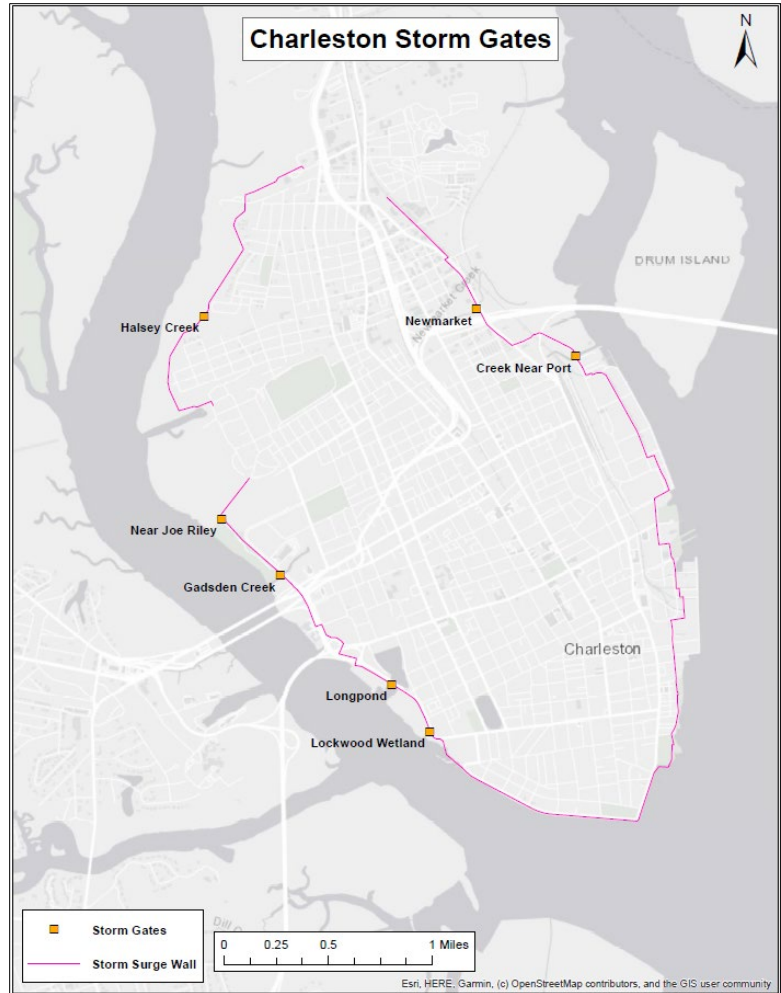 Charleston Storm Gates
N
DRUM ISLAND
Newmarket Creek
Halsey Creek
Newmarket
Creek Near Port
Near Joe Riley
Gadsden Creek
Charleston
Longpond
Lockwood Wetland
Storm Gates
Storm Surge Wall
0 0.25 0.5 1 Miles
Esri, HERE, Garmin, (c) OpenStreetMap contributors, and the GIS user community